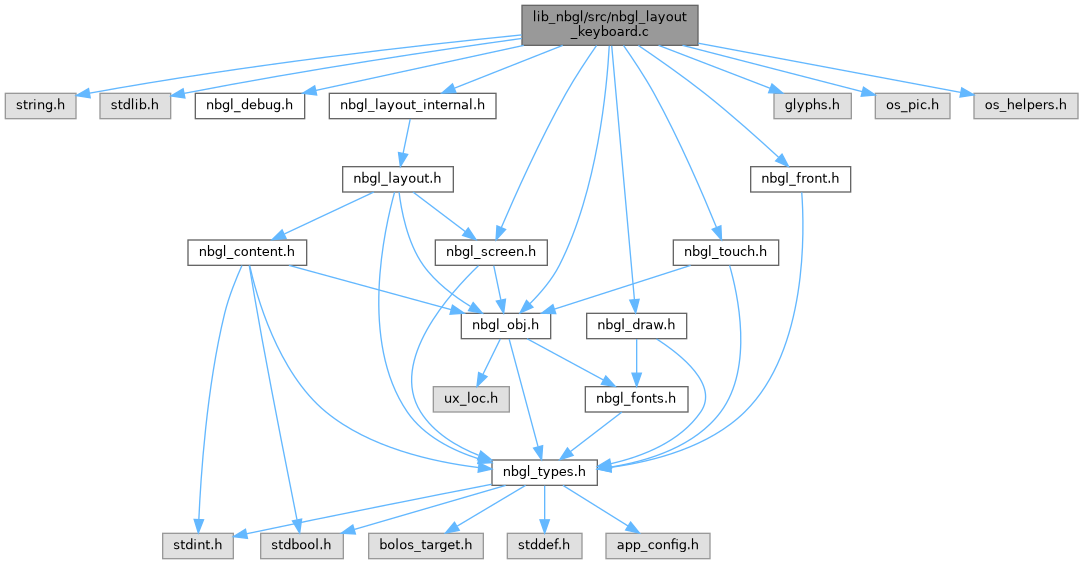 lib_nbgl/src/nbgl_layout
_keyboard.c
string.h
stdlib.h
nbgl_debug.h
nbgl_layout_internal.h
glyphs.h
os_pic.h
os_helpers.h
nbgl_layout.h
nbgl_front.h
nbgl_content.h
nbgl_screen.h
nbgl_touch.h
nbgl_obj.h
nbgl_draw.h
ux_loc.h
nbgl_fonts.h
nbgl_types.h
stdint.h
stdbool.h
bolos_target.h
stddef.h
app_config.h